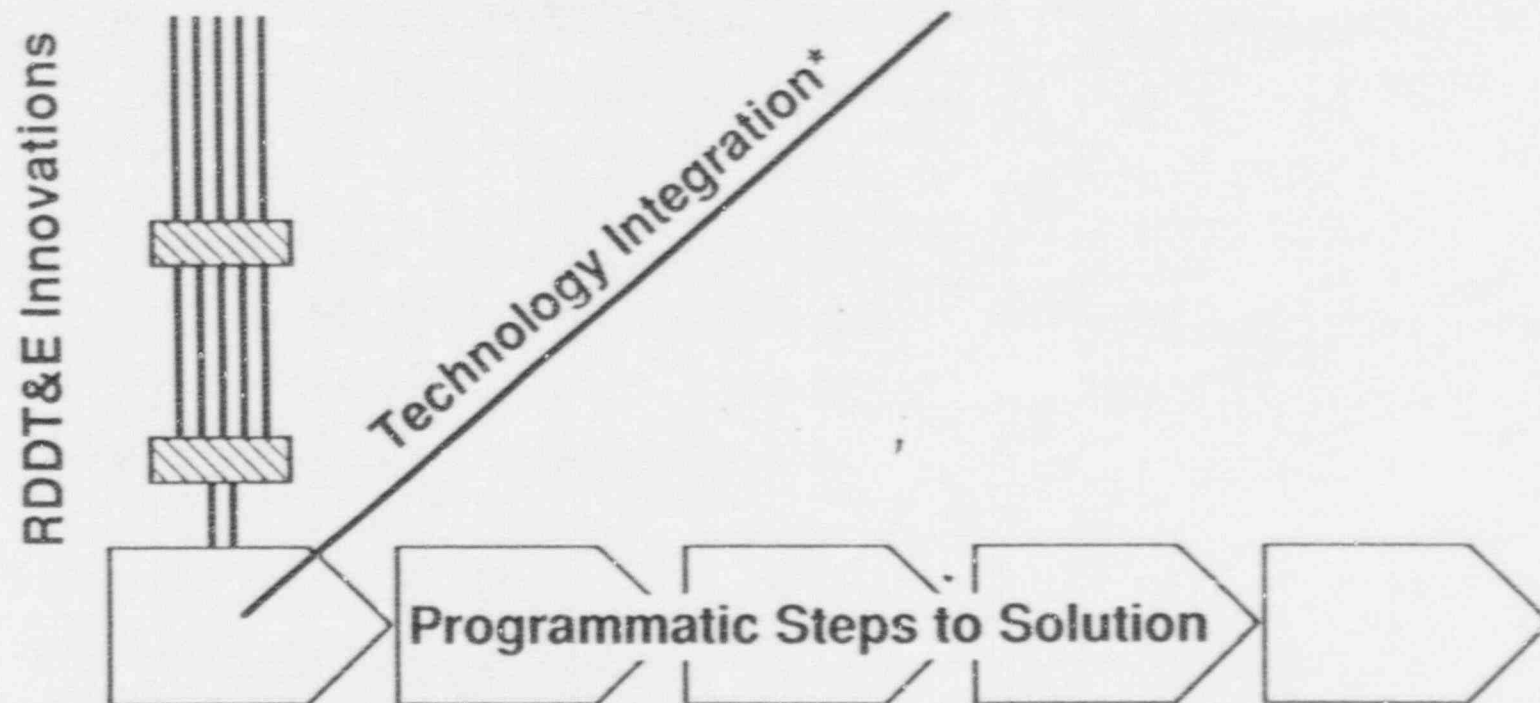 RDDT&E Innovations
Technology Integration*
Programmatic Steps to Solution